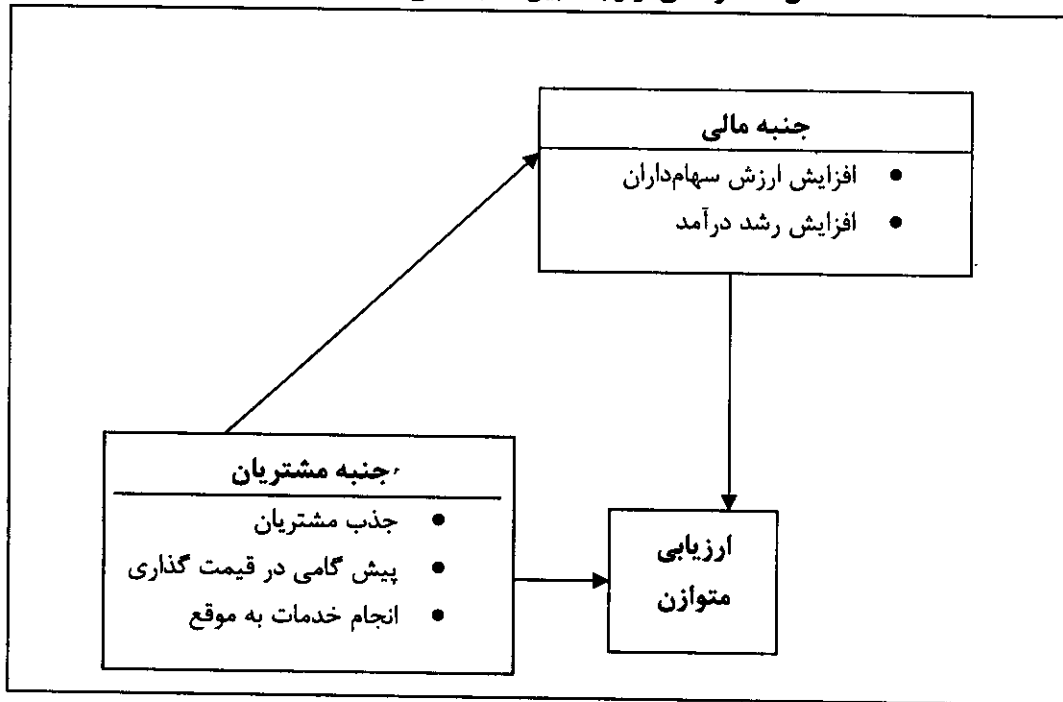 جنبه مالی
• افزایش ارزش سهام‌داران
• افزایش رشد درآمد
جنبه مشتریان
• جذب مشتریان
• پیش گامی در قیمت گذاری
• انجام خدمات به موقع
ارزیابی
متوازن